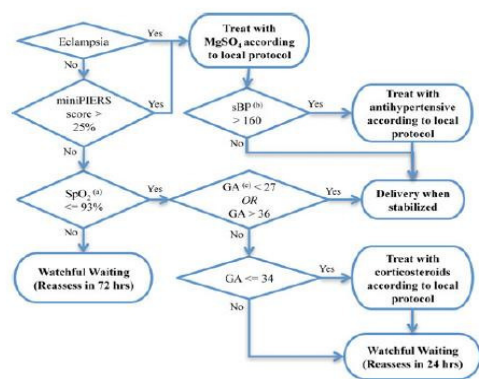 Eclampsia
Yes
No
Treat with
MgSO4 according
to local protocol
miniPIERS
score >
25%
Yes
No
sBP (b)
> 160
Yes
No
Treat with
antihypertensive
according to local
protocol
SpO2 (a)
<= 93%
Yes
No
GA (c) < 27
OR
GA > 36
Yes
No
Delivery when
stabilized
Watchful Waiting
(Reassess in 72 hrs)
GA <= 34
Yes
No
Treat with
corticosteroids
according to local
protocol
Watchful Waiting
(Reassess in 24 hrs)